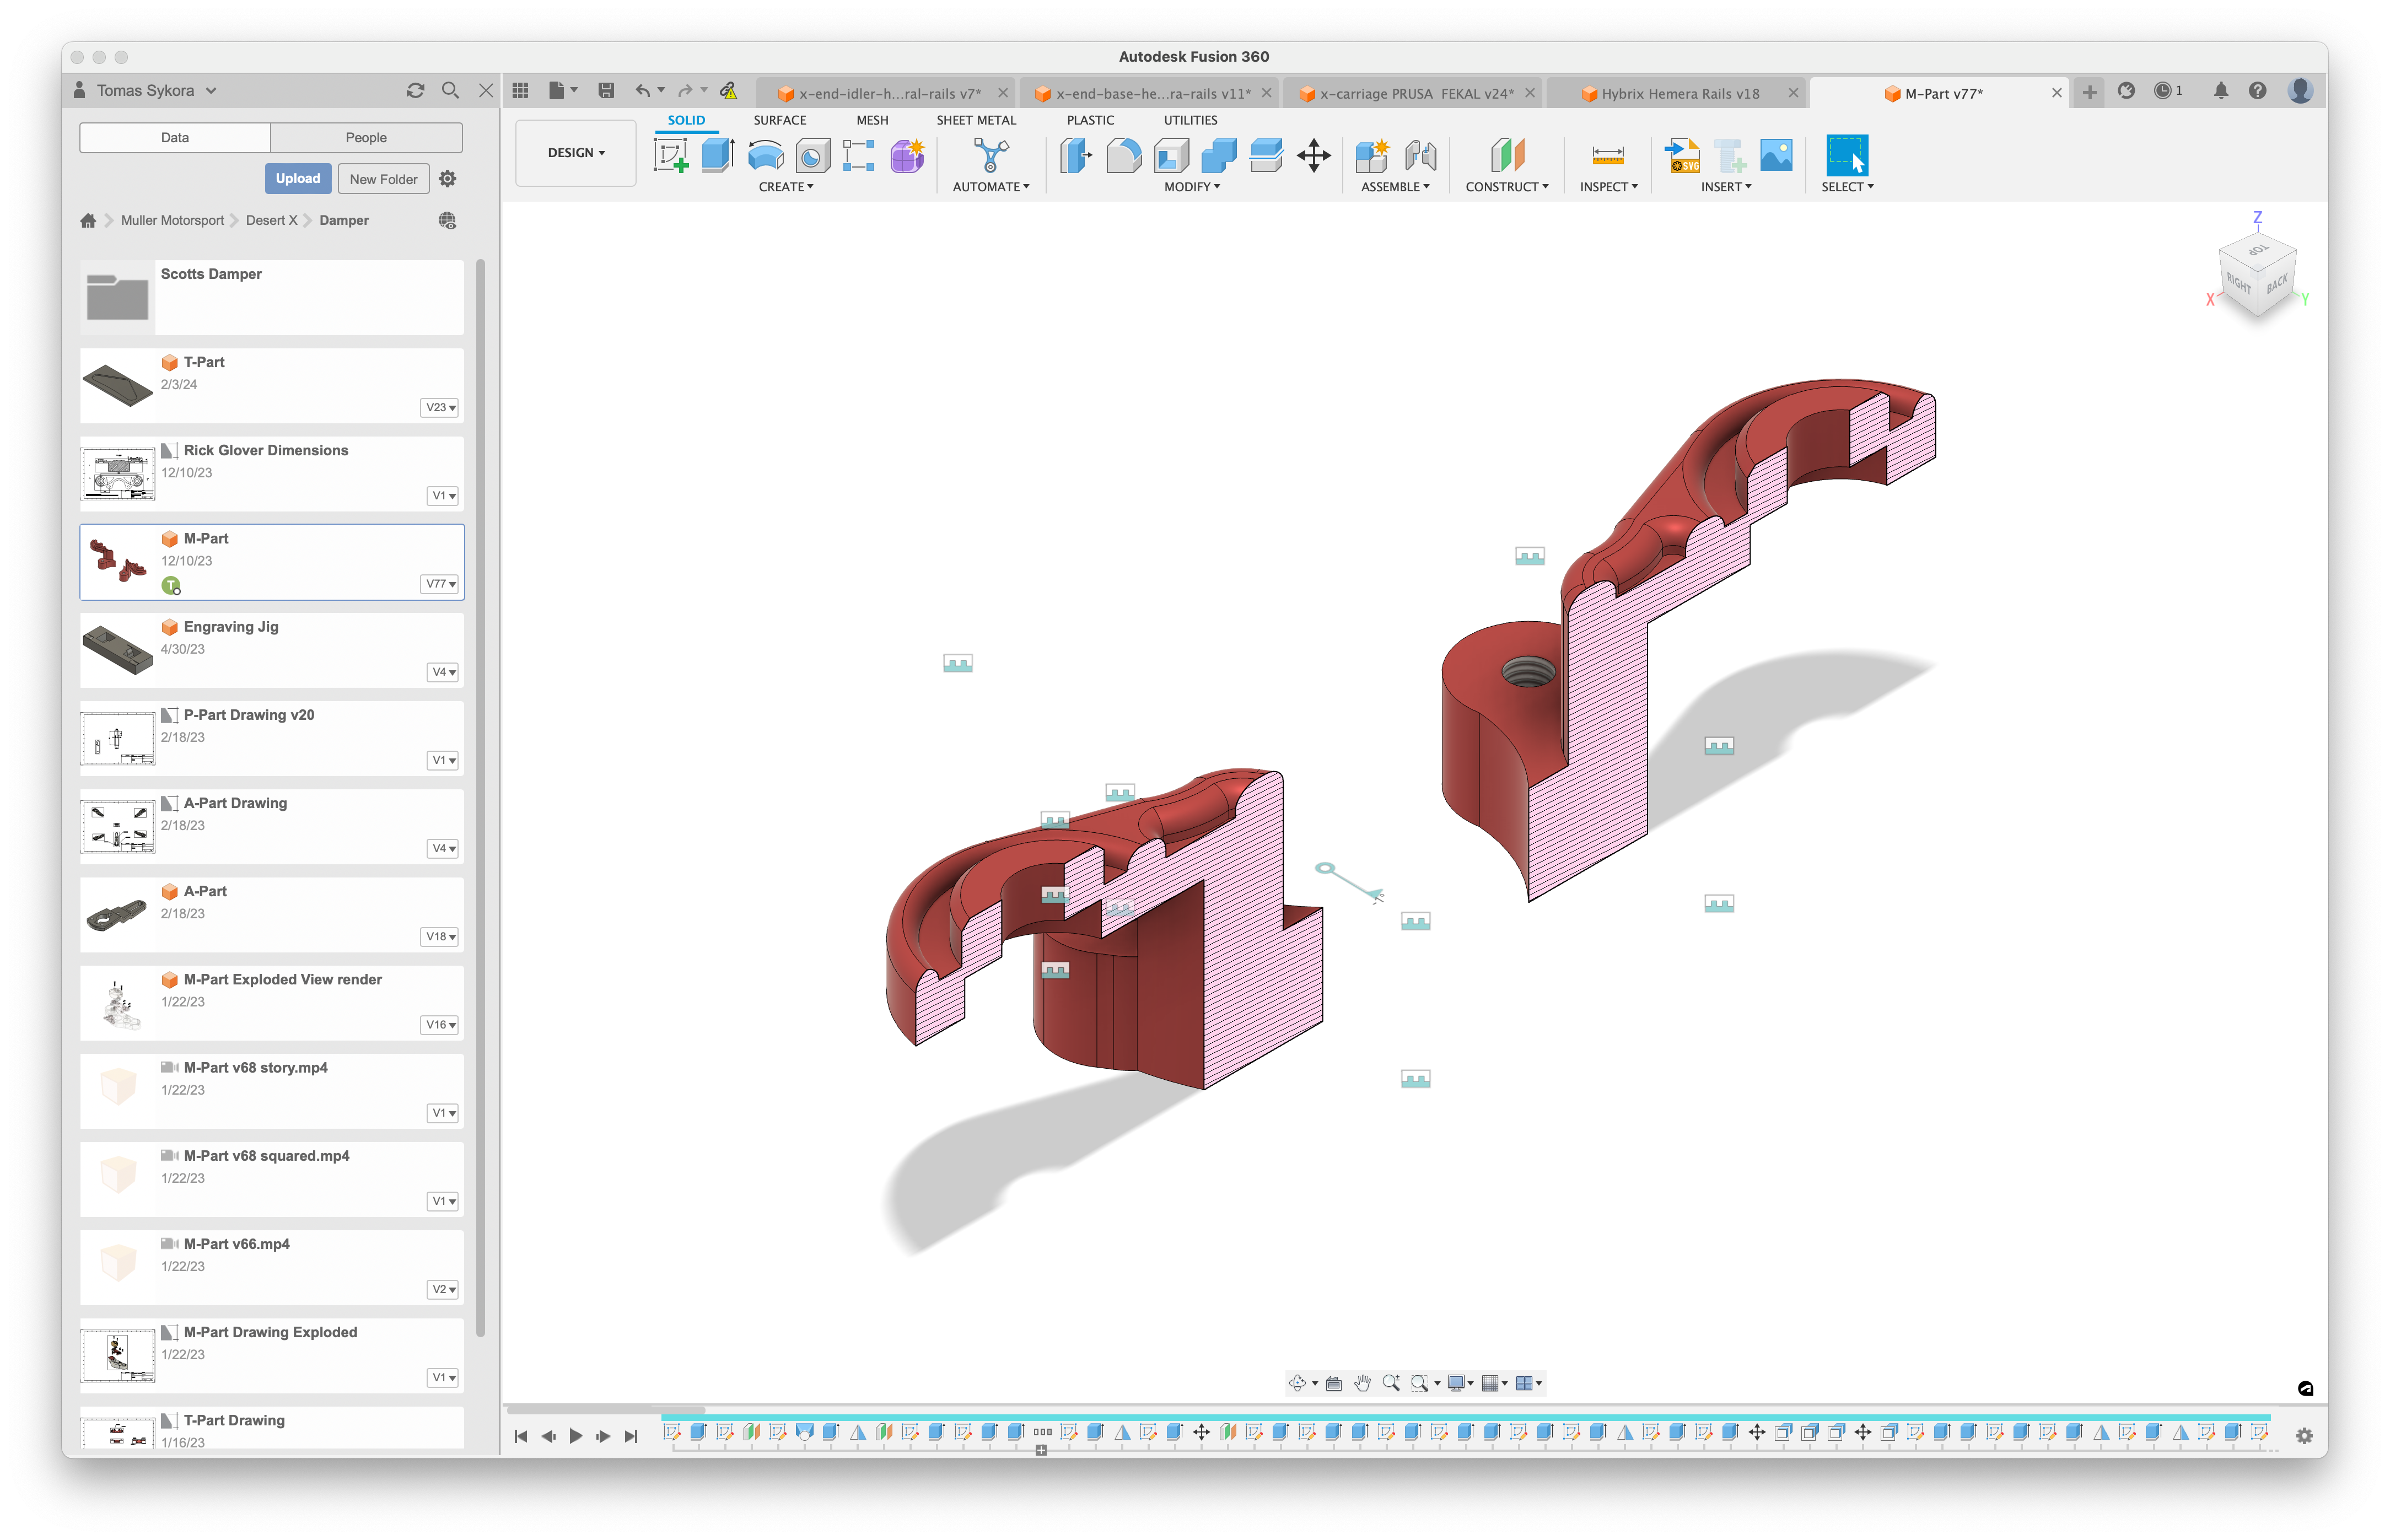 Autodesk Fusion 360
Tomas Sykora
x-end-idler-h...ral-rails v7*
x-end-base-he...ra-rails v11*
x-carriage PRUSA FEKAL v24*
Hybrix Hemera Rails v18
M-Part v77*
1
Data
People
Upload
New Folder
Muller Motorsport
Desert X
Damper
DESIGN
SOLID
SURFACE
MESH
SHEET METAL
PLASTIC
UTILITIES
CREATE
AUTOMATE
MODIFY
ASSEMBLE
CONSTRUCT
INSPECT
SVG
INSERT
SELECT
Scotts Damper
T-Part
2/3/24
V23
Rick Glover Dimensions
12/10/23
V1
M-Part
12/10/23
T
V77
Engraving Jig
4/30/23
V4
P-Part Drawing v20
2/18/23
V1
A-Part Drawing
2/18/23
V4
A-Part
2/18/23
V18
M-Part Exploded View render
1/22/23
V16
M-Part v68 story.mp4
1/22/23
V1
M-Part v68 squared.mp4
1/22/23
V1
M-Part v66.mp4
1/22/23
V2
M-Part Drawing Exploded
1/22/23
V1
T-Part Drawing
1/16/23
Z
TOP
RIGHT
BACK
X
Y